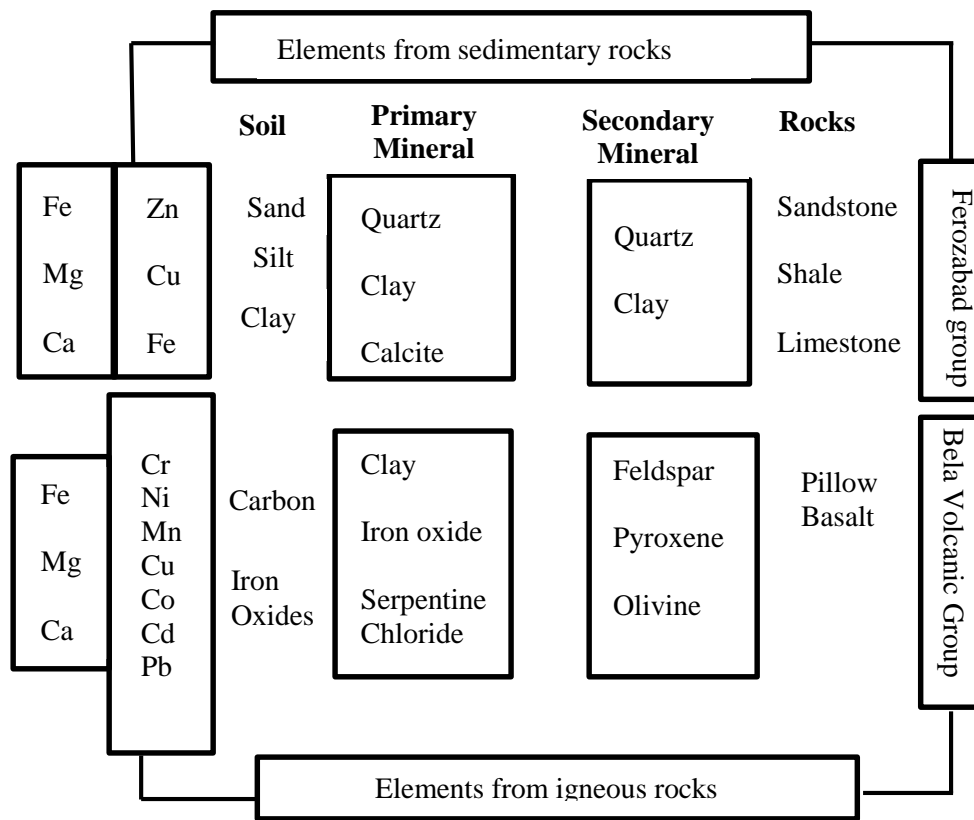 Elements from sedimentary rocks
Soil
Primary
Mineral
Secondary
Mineral
Rocks
Fe
Mg
Ca
Zn
Cu
Fe
Sand
Silt
Clay
Quartz
Clay
Calcite
Quartz
Clay
Sandstone
Shale
Limestone
Ferozabad group
Fe
Mg
Ca
Cr
Ni
Mn
Cu
Co
Cd
Pb
Carbon
Iron
Oxides
Clay
Iron oxide
Serpentine
Chloride
Feldspar
Pyroxene
Olivine
Pillow
Basalt
Bela Volcanic Group
Elements from igneous rocks